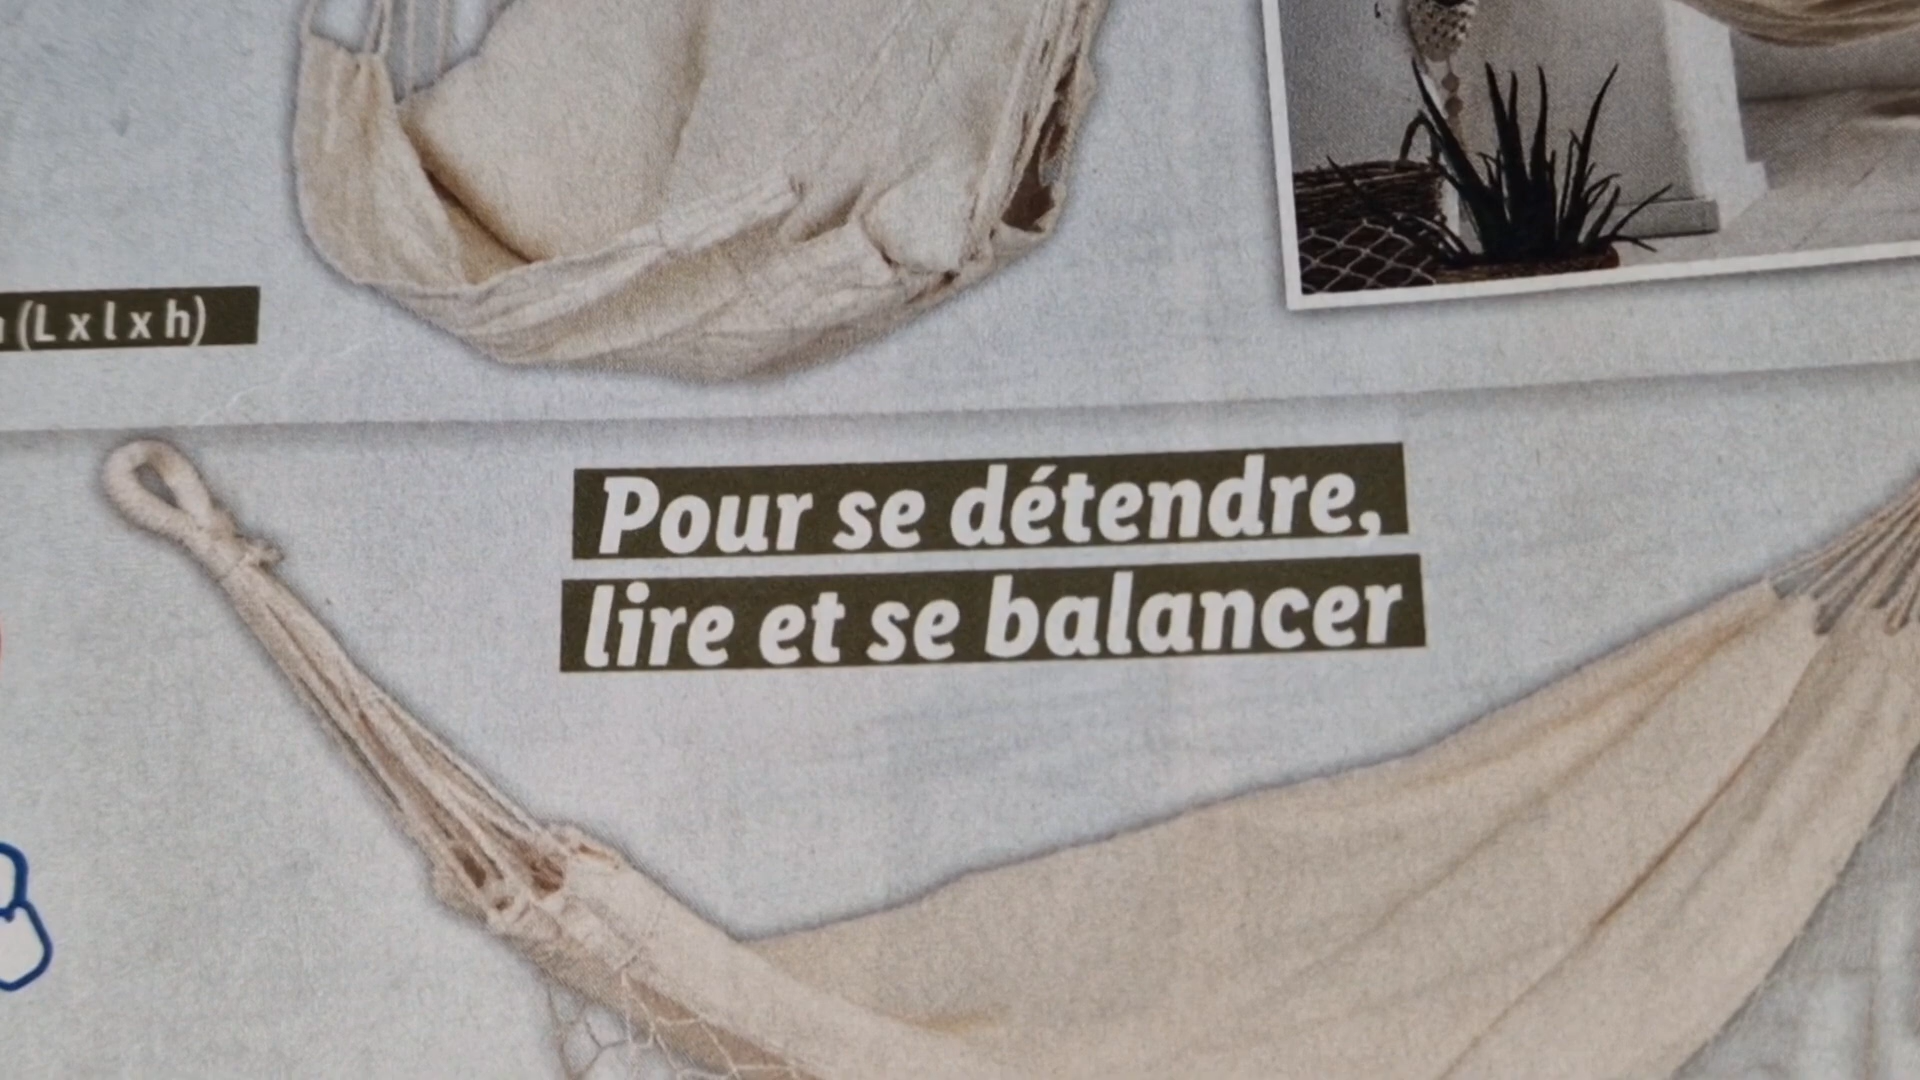 (L x l x h)
Pour se détendre,
lire et se balancer